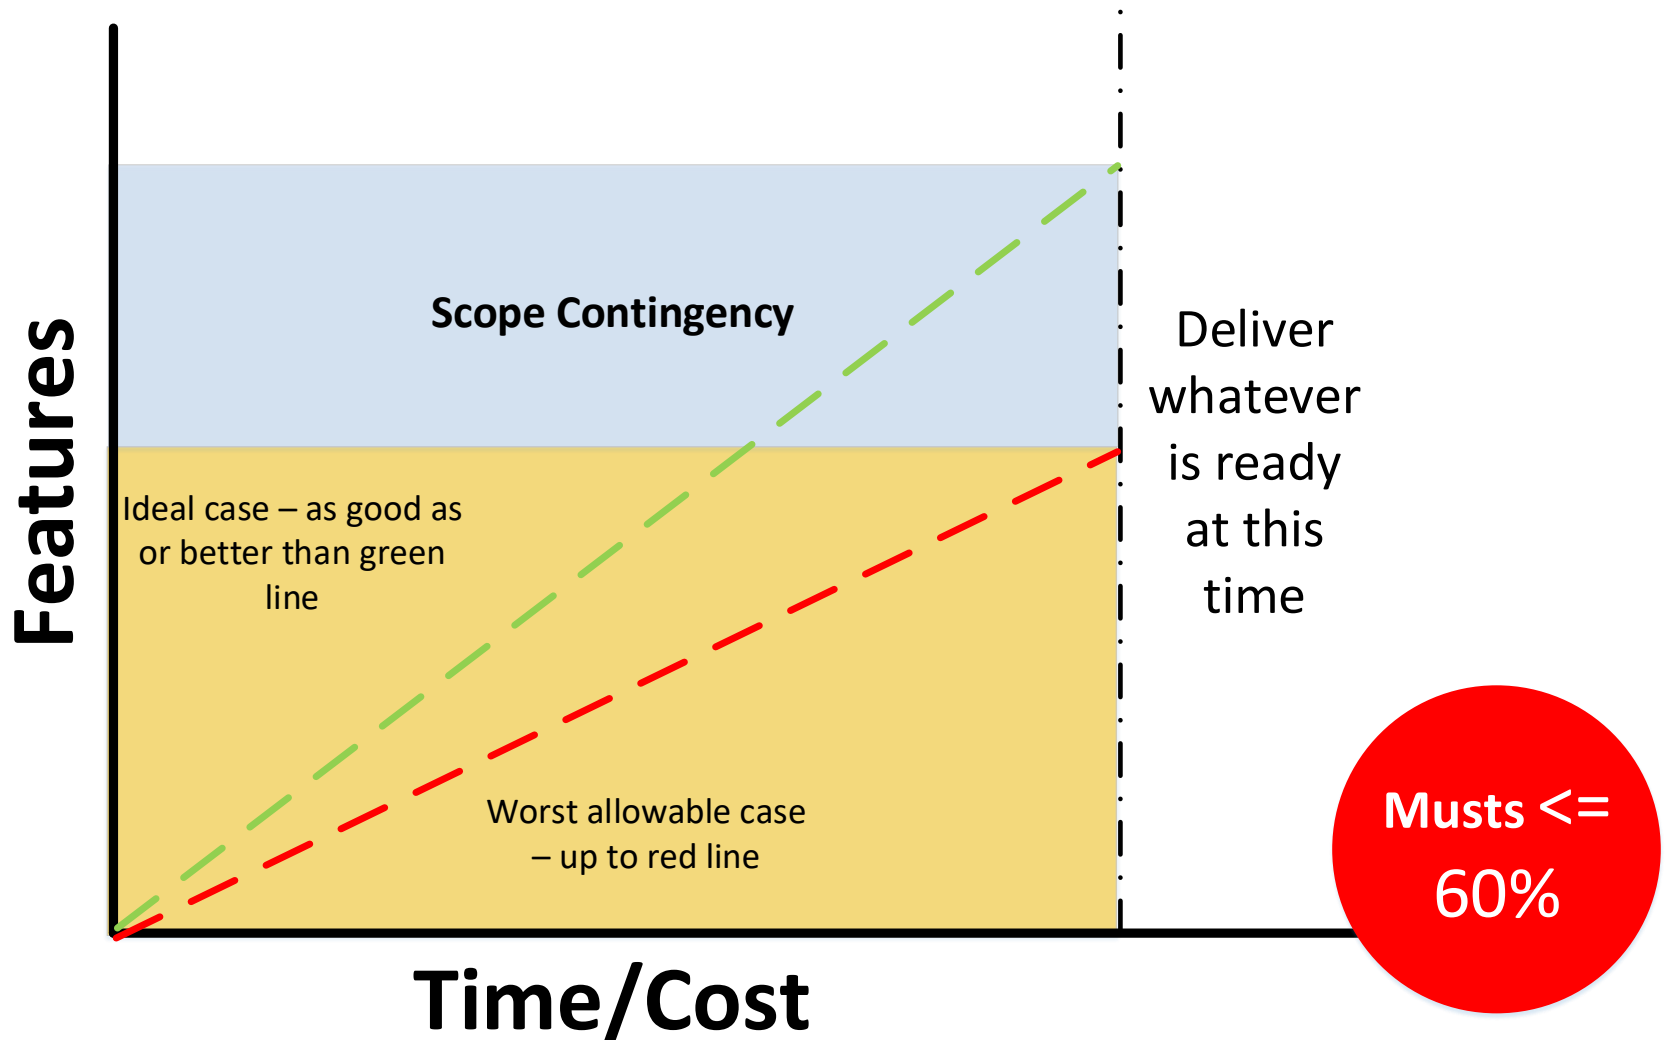 Features
Scope Contingency
Ideal case – as good as
or better than green
line
Worst allowable case
– up to red line
Deliver
whatever
is ready
at this
time
Musts <=
60%
Time/Cost